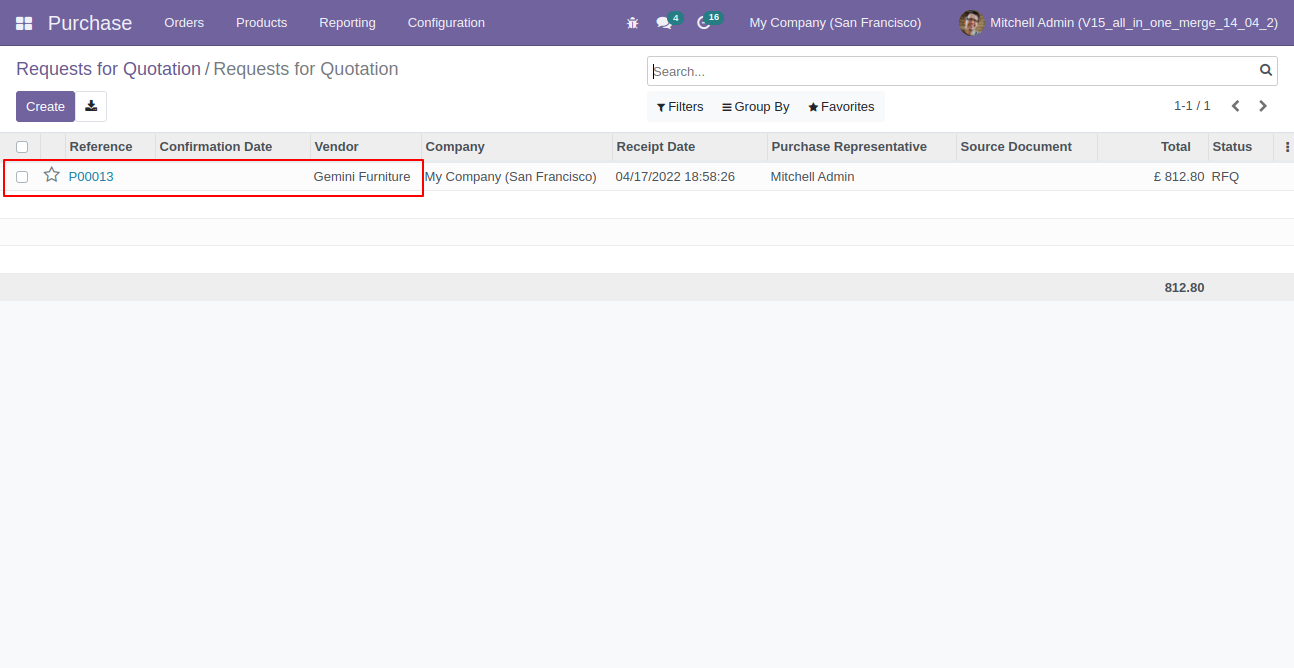 Purchase Orders Products Reporting Configuration 4 16 My Company (San Francisco) Mitchell Admin (V15_all_in_one_merge_14_04_2)
Requests for Quotation / Requests for Quotation
Search...
Create
Filters Group By Favorites 1-1 / 1
Reference Confirmation Date Vendor Company Receipt Date Purchase Representative Source Document Total Status
P00013 Gemini Furniture My Company (San Francisco) 04/17/2022 18:58:26 Mitchell Admin £ 812.80 RFQ
812.80